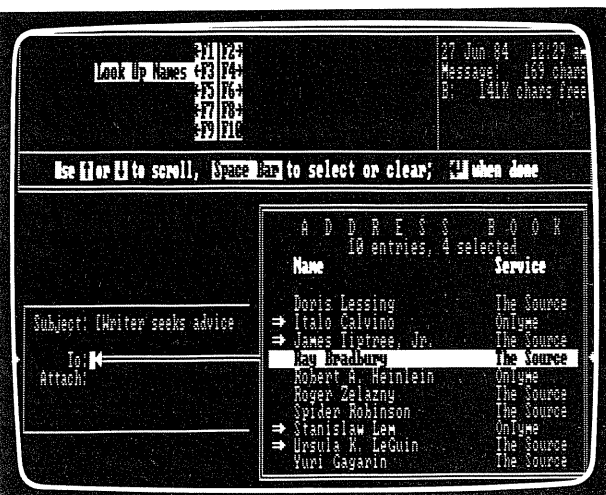 ←F1 F2→
Look Up Names ←F3 F4→
←F5 F6→
←F7 F8→
←F9 F10
27 Jun 84 12:29 am
Message: 169 chars
B: 141K chars free
Use ↑ or ↓ to scroll, Space Bar to select or clear; ↵ when done
A D D R E S S B O O K
10 entries, 4 selected
Name Service
Doris Lessing The Source
⇒ Italo Calvino OnTyme
⇒ James Tiptree, Jr. The Source
Ray Bradbury The Source
Robert A. Heinlein OnTyme
Roger Zelazny The Source
Spider Robinson The Source
⇒ Stanislaw Lem OnTyme
⇒ Ursula K. LeGuin The Source
Yuri Gagarin The Source
Subject: [Writer seeks advice
To:
Attach: